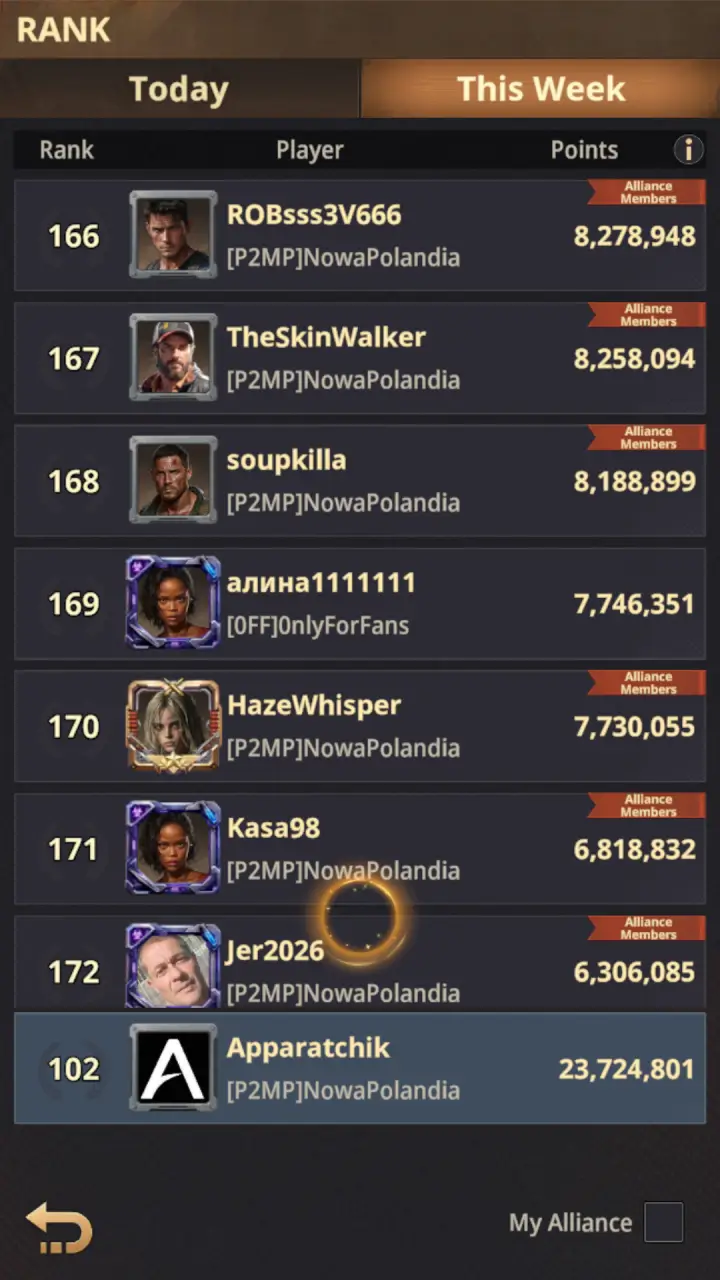 RANK
Today
This Week
Rank
Player
Points
Alliance
Members
166
ROBsss3V666
[P2MP]NowaPolandia
8,278,948
Alliance
Members
167
TheSkinWalker
[P2MP]NowaPolandia
8,258,094
Alliance
Members
168
soupkilla
[P2MP]NowaPolandia
8,188,899
169
алина1111111
[0FF]0nlyForFans
7,746,351
Alliance
Members
170
HazeWhisper
[P2MP]NowaPolandia
7,730,055
Alliance
Members
171
Kasa98
[P2MP]NowaPolandia
6,818,832
Alliance
Members
172
Jer2026
[P2MP]NowaPolandia
6,306,085
102
Apparatchik
[P2MP]NowaPolandia
23,724,801
My Alliance